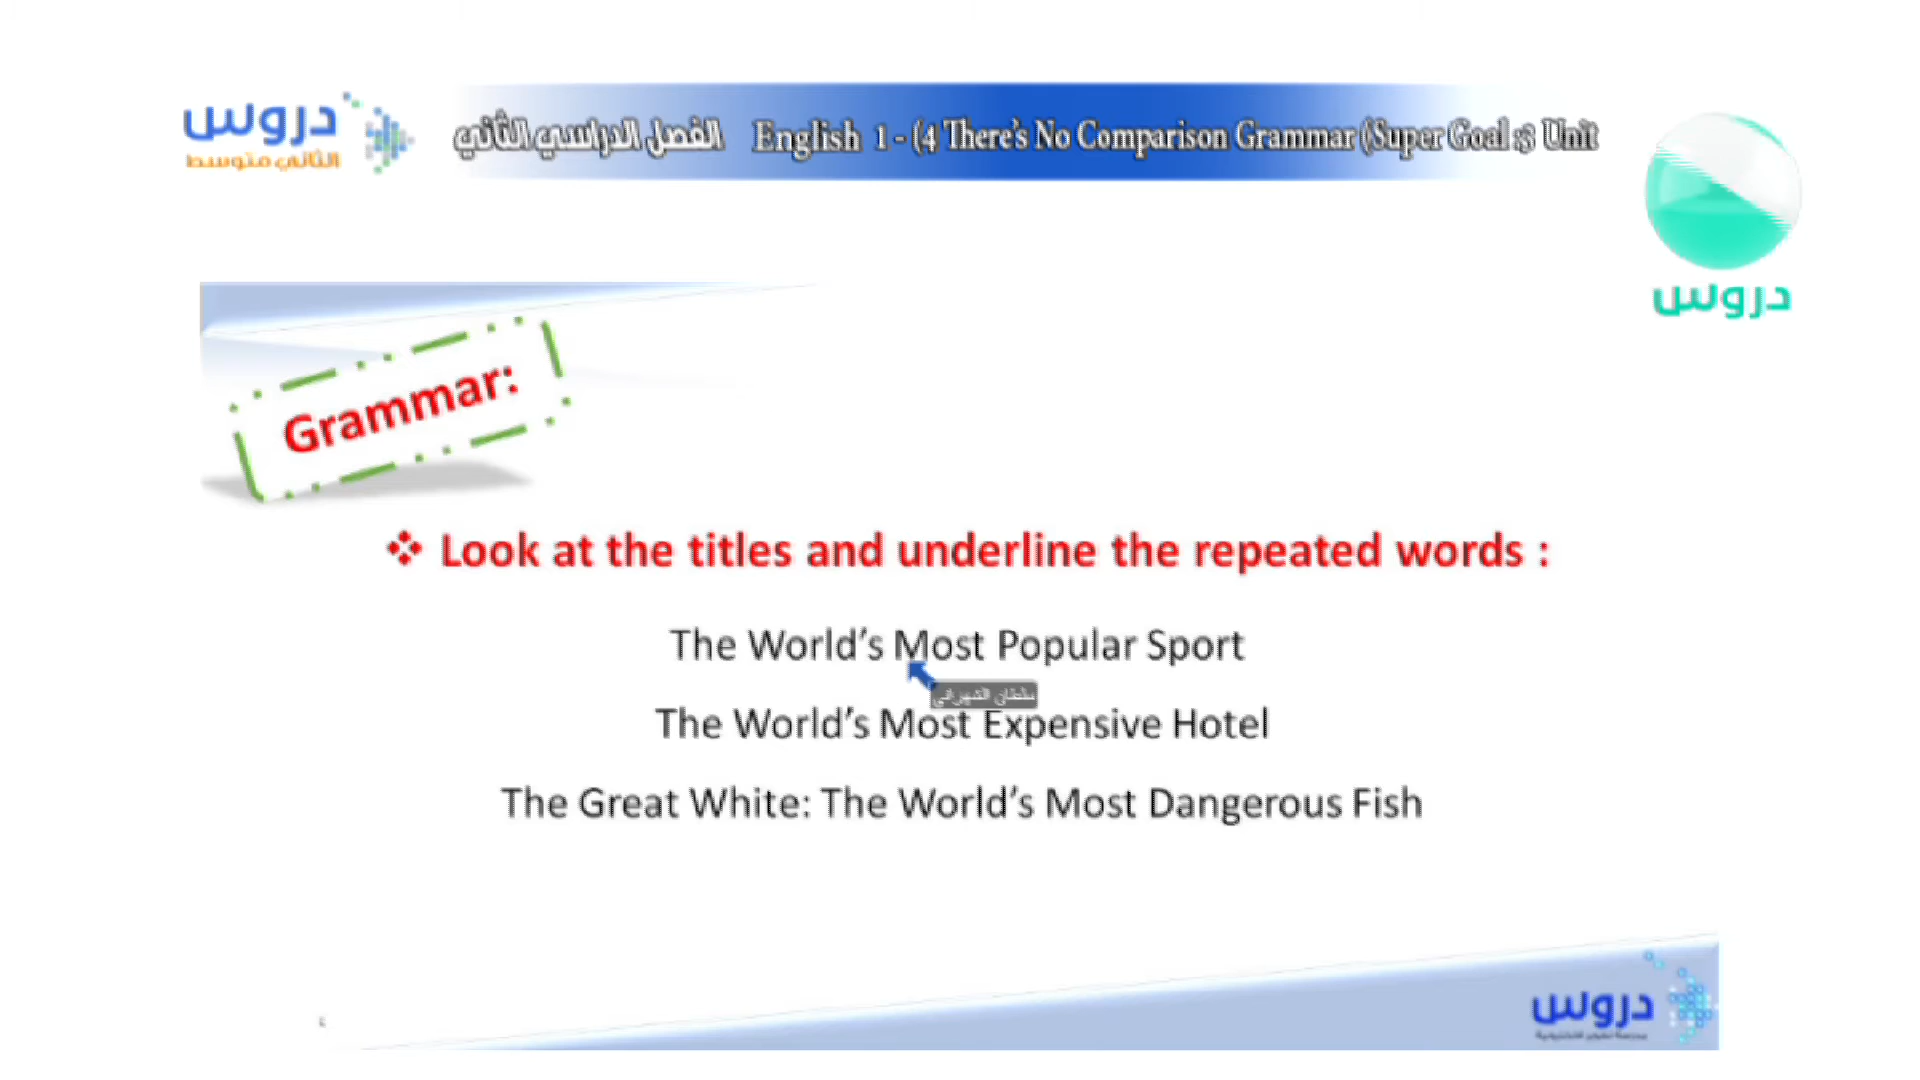 دروس
الثاني متوسط
الفصل الدراسي الثاني English 1 - (4 There's No Comparison Grammar (Super Goal :3 Unit
دروس
Grammar:
❖ Look at the titles and underline the repeated words :
The World's Most Popular Sport
سلطان الشهراني
The World's Most Expensive Hotel
The Great White: The World's Most Dangerous Fish
دروس